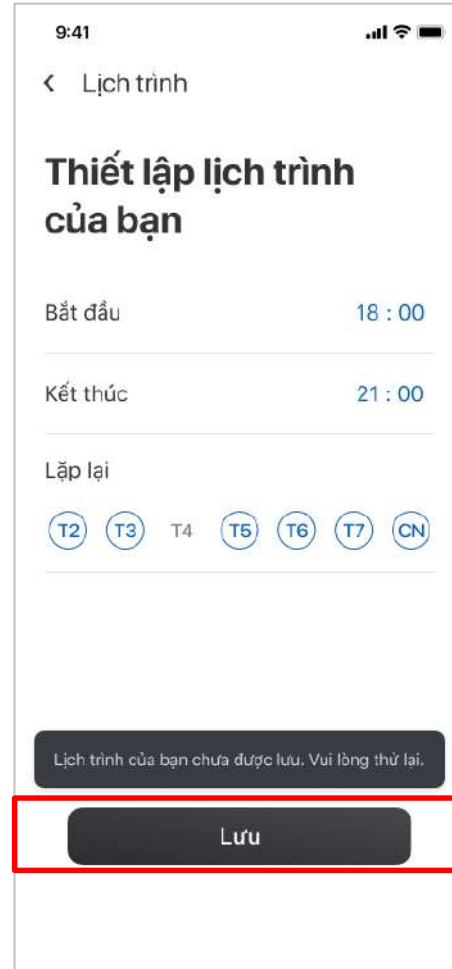 9:41
Lịch trình
Thiết lập lịch trình
của bạn
Bắt đầu 18 : 00
Kết thúc 21 : 00
Lặp lại
T2 T3 T4 T5 T6 T7 CN
Lịch trình của bạn chưa được lưu. Vui lòng thử lại.
Lưu